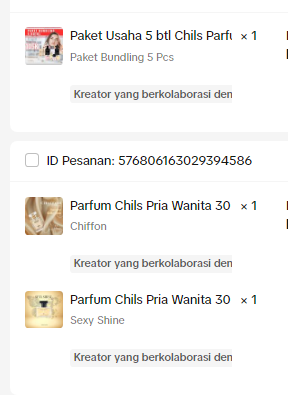 Paket Usaha 5 btl Chils Parfu × 1
Paket Bundling 5 Pcs
Kreator yang berkolaborasi den
ID Pesanan: 576806163029394586
Parfum Chils Pria Wanita 30 × 1
Chiffon
Kreator yang berkolaborasi den
Parfum Chils Pria Wanita 30 × 1
Sexy Shine
Kreator yang berkolaborasi den